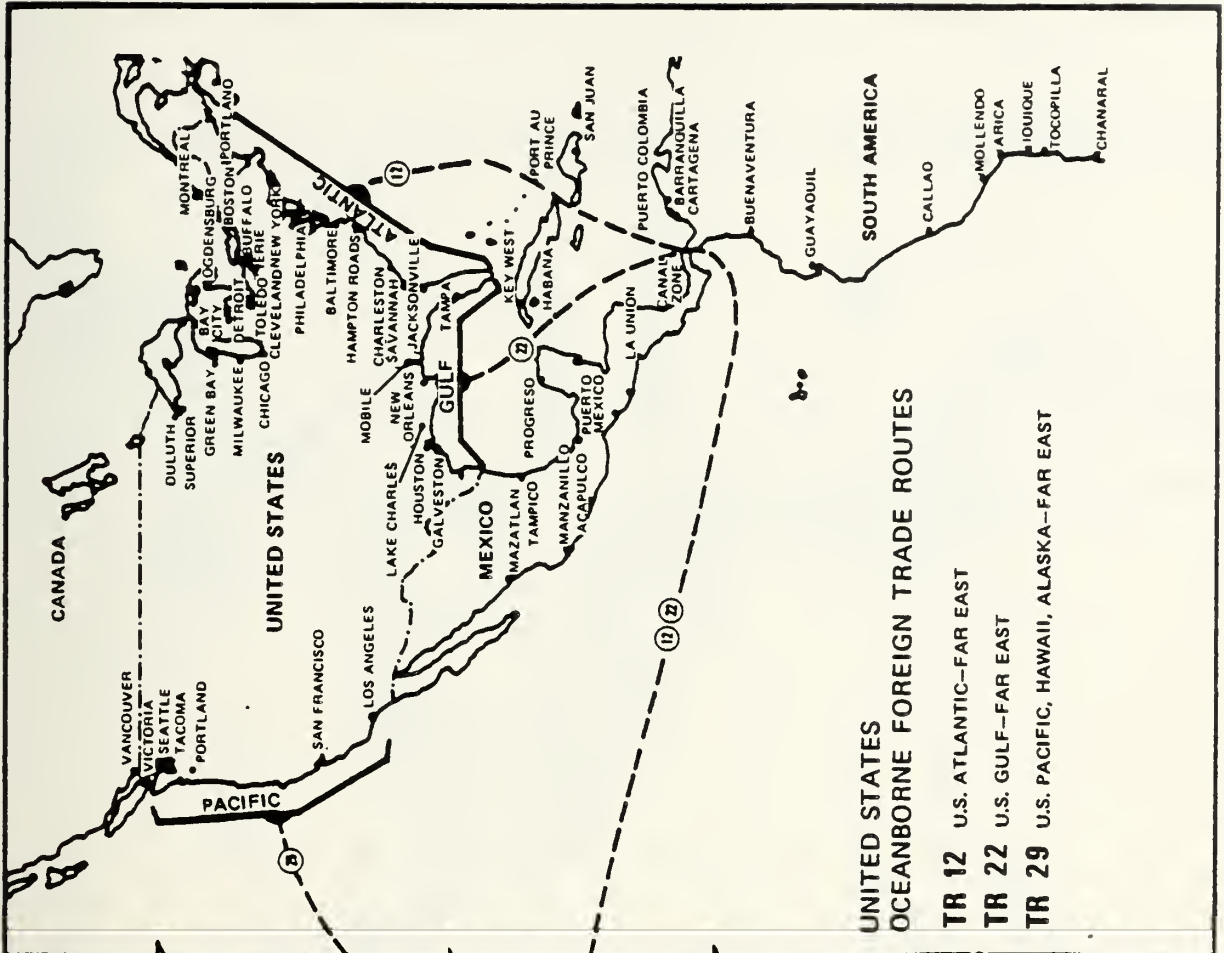 CANADA
VANCOUVER
VICTORIA
SEATTLE
TACOMA
PORTLAND
SAN FRANCISCO
LOS ANGELES
PACIFIC
UNITED STATES
DULUTH
SUPERIOR
GREEN BAY
MILWAUKEE
CHICAGO
BAY
CITY
DETROIT
TOLEDO
CLEVELAND
ERIE
BUFFALO
OGDENSBURG
MONTREAL
PORTLAND
BOSTON
NEW YORK
PHILADELPHIA
BALTIMORE
HAMPTON ROADS
CHARLESTON
SAVANNAH
JACKSONVILLE
TAMPA
KEY WEST
ATLANTIC
GULF
MOBILE
NEW
ORLEANS
LAKE CHARLES
HOUSTON
GALVESTON
MEXICO
MAZATLAN
TAMPICO
MANZANILLO
ACAPULCO
PROGRESO
PUERTO
MEXICO
LA UNION
HABANA
PORT AU
PRINCE
SAN JUAN
CANAL
ZONE
PUERTO COLOMBIA
BARRANQUILLA
CARTAGENA
BUENAVENTURA
GUAYAQUIL
SOUTH AMERICA
CALLAO
MOLLENDO
ARICA
IQUIQUE
TOCOPILLA
CHANARAL
12
22
12 22
29
UNITED STATES
OCEANBORNE FOREIGN TRADE ROUTES
TR 12 U.S. ATLANTIC–FAR EAST
TR 22 U.S. GULF–FAR EAST
TR 29 U.S. PACIFIC, HAWAII, ALASKA–FAR EAST